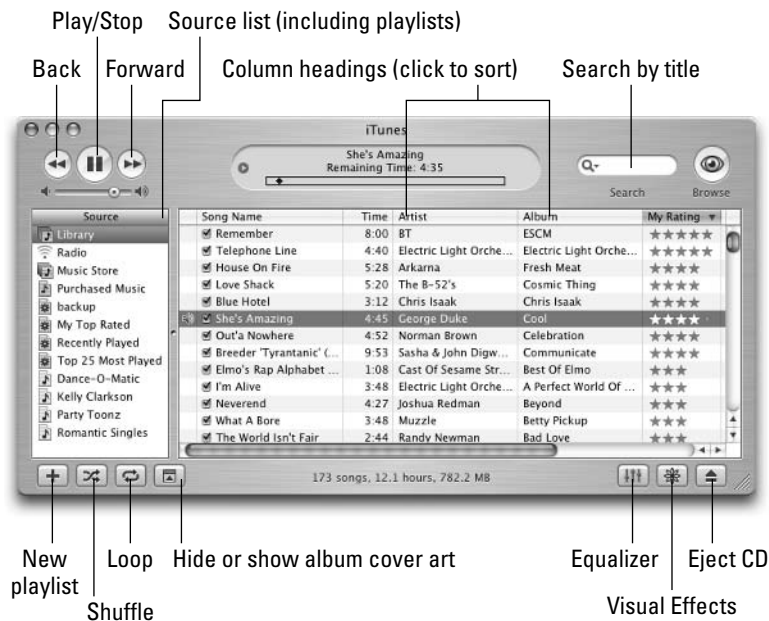 Play/Stop Source list (including playlists)
Back Forward Column headings (click to sort) Search by title
iTunes
She's Amazing
Remaining Time: 4:35
Search Browse
Source Song Name Time Artist Album My Rating
Library Remember 8:00 BT ESCM
Radio Telephone Line 4:40 Electric Light Orche... Electric Light Orche...
Music Store House On Fire 5:28 Arkarna Fresh Meat
Purchased Music Love Shack 5:20 The B-52's Cosmic Thing
backup Blue Hotel 3:12 Chris Isaak Chris Isaak
My Top Rated She's Amazing 4:45 George Duke Cool
Recently Played Out'a Nowhere 4:52 Norman Brown Celebration
Top 25 Most Played Breeder 'Tyrantanic' (... 9:53 Sasha & John Digw... Communicate
Dance-O-Matic Elmo's Rap Alphabet ... 1:08 Cast Of Sesame Str... Best Of Elmo
Kelly Clarkson I'm Alive 3:48 Electric Light Orche... A Perfect World Of ...
Party Toonz Neverend 4:27 Joshua Redman Beyond
Romantic Singles What A Bore 3:48 Muzzle Betty Pickup
The World Isn't Fair 2:44 Randy Newman Bad Love
173 songs, 12.1 hours, 782.2 MB
New playlist Loop Hide or show album cover art Equalizer Eject CD
Shuffle Visual Effects